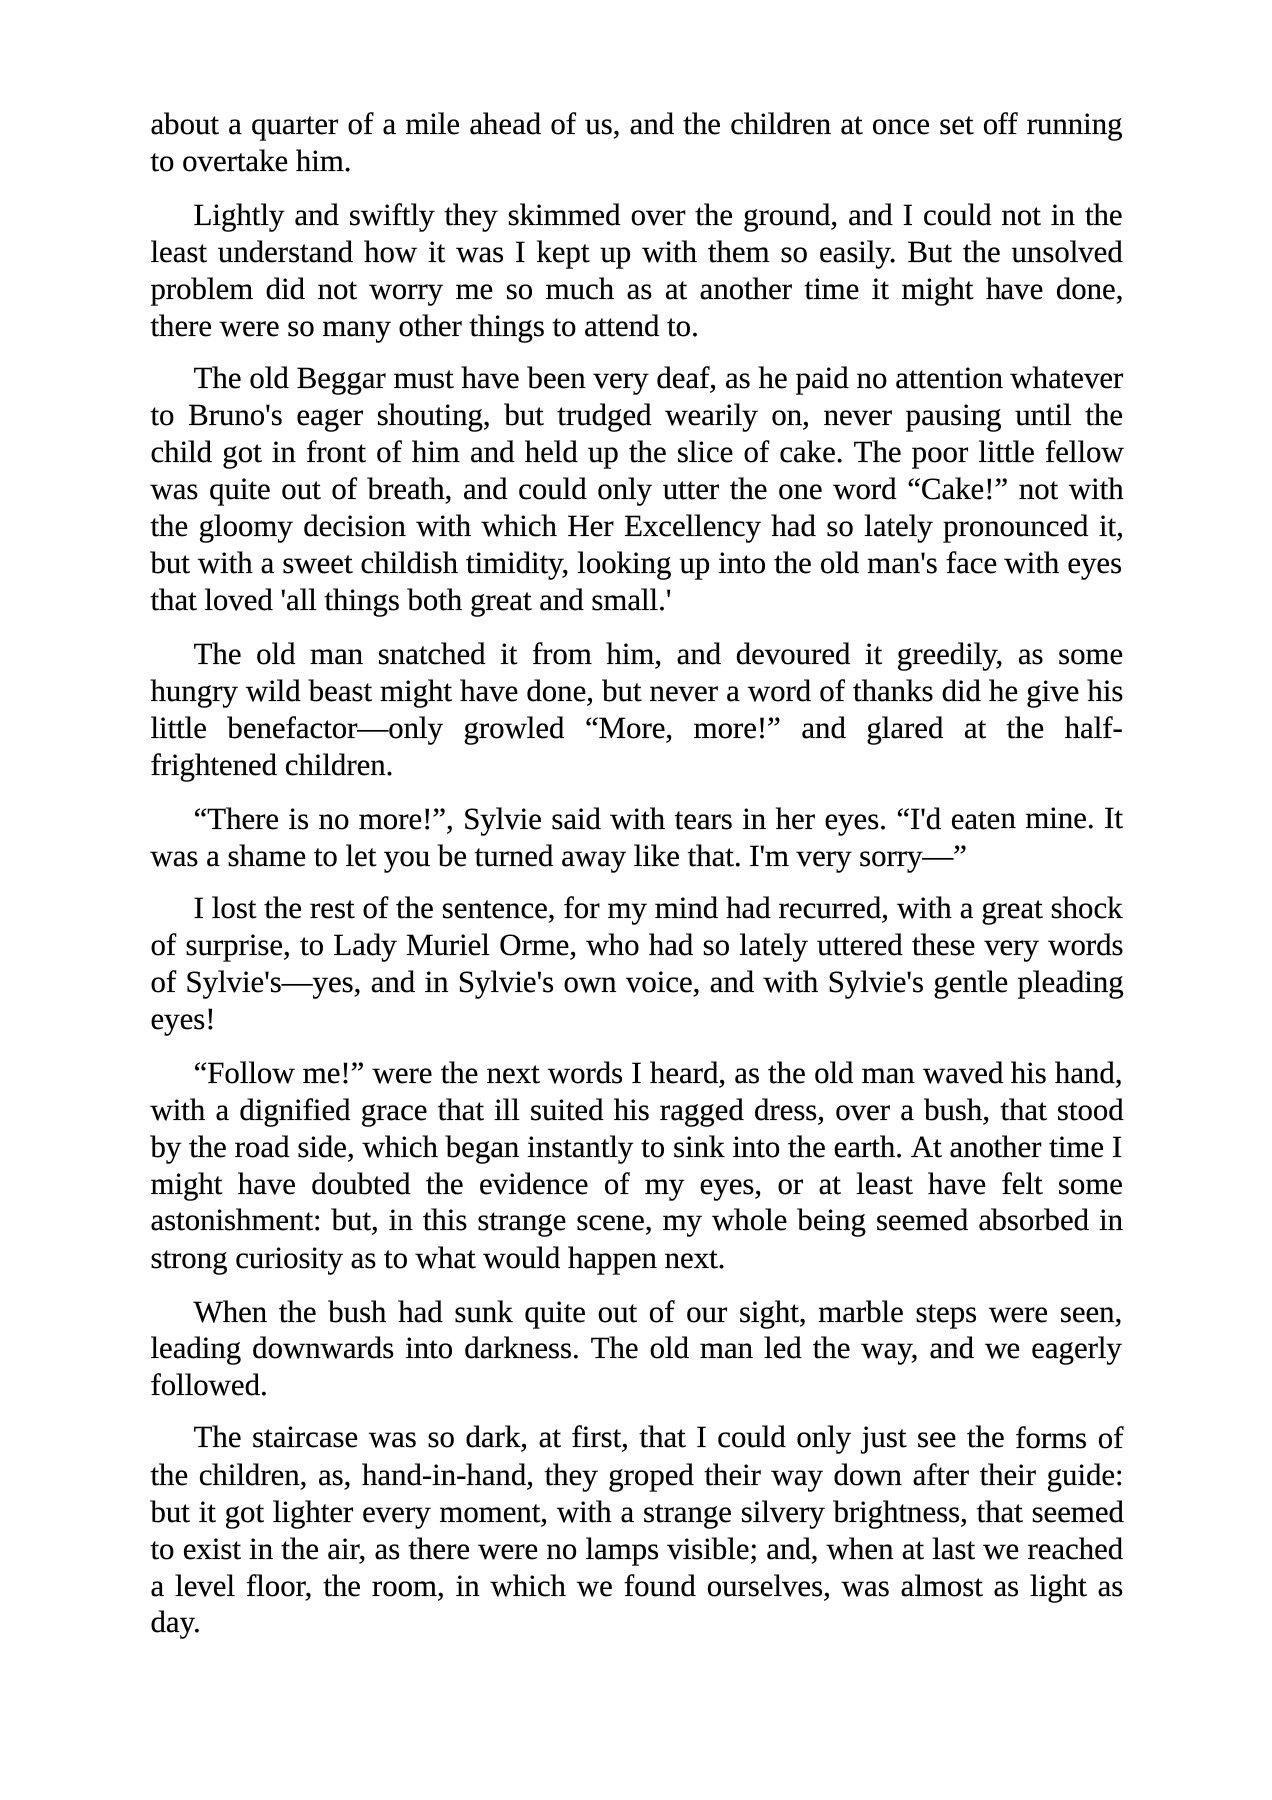 about a quarter of a mile ahead of us, and the children at once set off running
to overtake him.
Lightly and swiftly they skimmed over the ground, and I could not in the
least understand how it was I kept up with them so easily. But the unsolved
problem did not worry me so much as at another time it might have done,
there were so many other things to attend to.
The old Beggar must have been very deaf, as he paid no attention whatever
to Bruno's eager shouting, but trudged wearily on, never pausing until the
child got in front of him and held up the slice of cake. The poor little fellow
was quite out of breath, and could only utter the one word “Cake!” not with
the gloomy decision with which Her Excellency had so lately pronounced it,
but with a sweet childish timidity, looking up into the old man's face with eyes
that loved 'all things both great and small.'
The old man snatched it from him, and devoured it greedily, as some
hungry wild beast might have done, but never a word of thanks did he give his
little benefactor—only growled “More, more!” and glared at the half-
frightened children.
“There is no more!”, Sylvie said with tears in her eyes. “I'd eaten mine. It
was a shame to let you be turned away like that. I'm very sorry—”
I lost the rest of the sentence, for my mind had recurred, with a great shock
of surprise, to Lady Muriel Orme, who had so lately uttered these very words
of Sylvie's—yes, and in Sylvie's own voice, and with Sylvie's gentle pleading
eyes!
“Follow me!” were the next words I heard, as the old man waved his hand,
with a dignified grace that ill suited his ragged dress, over a bush, that stood
by the road side, which began instantly to sink into the earth. At another time I
might have doubted the evidence of my eyes, or at least have felt some
astonishment: but, in this strange scene, my whole being seemed absorbed in
strong curiosity as to what would happen next.
When the bush had sunk quite out of our sight, marble steps were seen,
leading downwards into darkness. The old man led the way, and we eagerly
followed.
The staircase was so dark, at first, that I could only just see the forms of
the children, as, hand-in-hand, they groped their way down after their guide:
but it got lighter every moment, with a strange silvery brightness, that seemed
to exist in the air, as there were no lamps visible; and, when at last we reached
a level floor, the room, in which we found ourselves, was almost as light as
day.